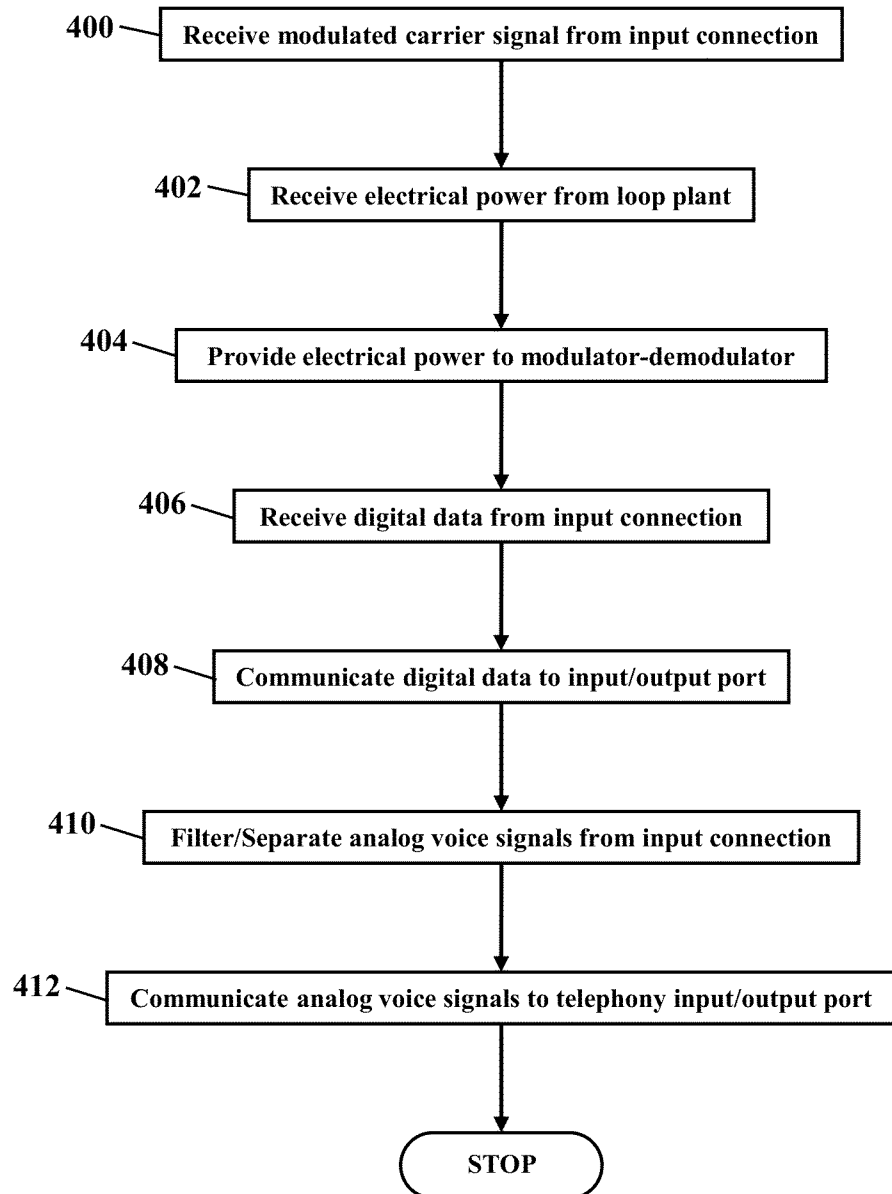 400 Receive modulated carrier signal from input connection
402 Receive electrical power from loop plant
404 Provide electrical power to modulator-demodulator
406 Receive digital data from input connection
408 Communicate digital data to input/output port
410 Filter/Separate analog voice signals from input connection
412 Communicate analog voice signals to telephony input/output port
STOP